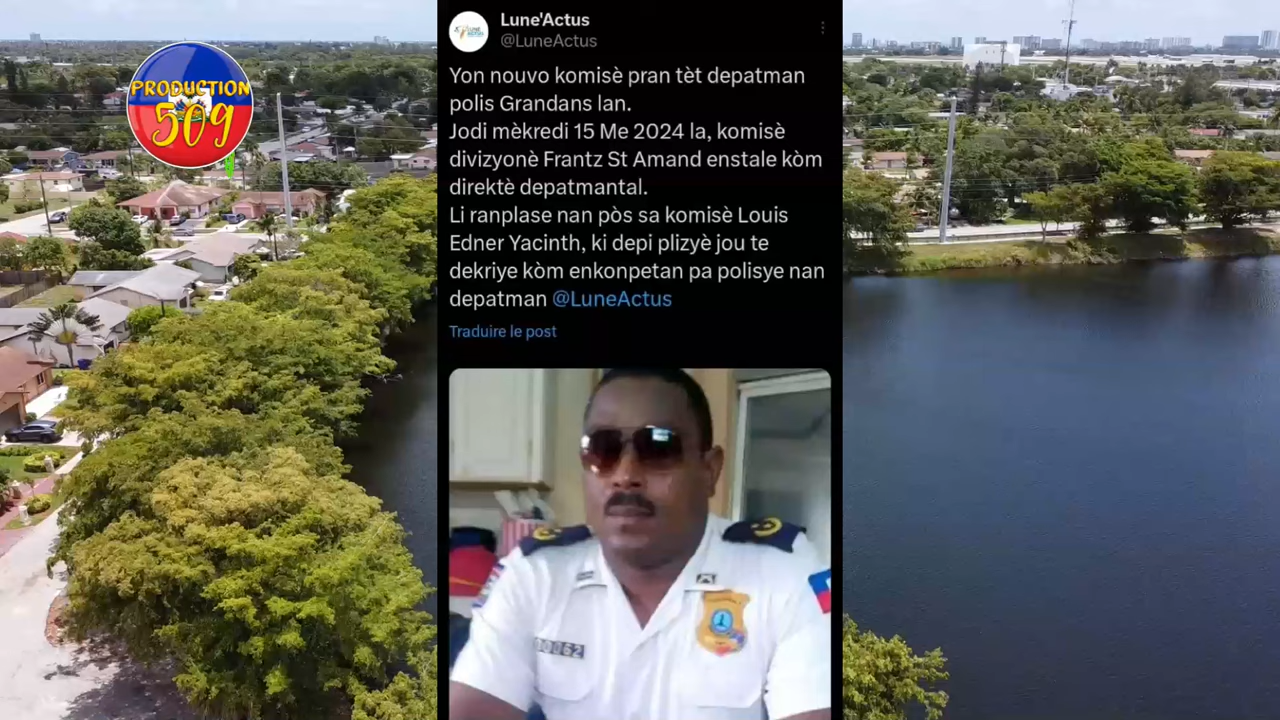 PRODUCTION
509
Lune'Actus
@LuneActus
Yon nouvo komisè pran tèt depatman
polis Grandans lan.
Jodi mèkredi 15 Me 2024 la, komisè
divizyonè Frantz St Amand enstale kòm
direktè depatmantal.
Li ranplase nan pòs sa komisè Louis
Edner Yacinth, ki depi plizyè jou te
dekriye kòm enkonpetan pa polisye nan
depatman @LuneActus
Traduire le post